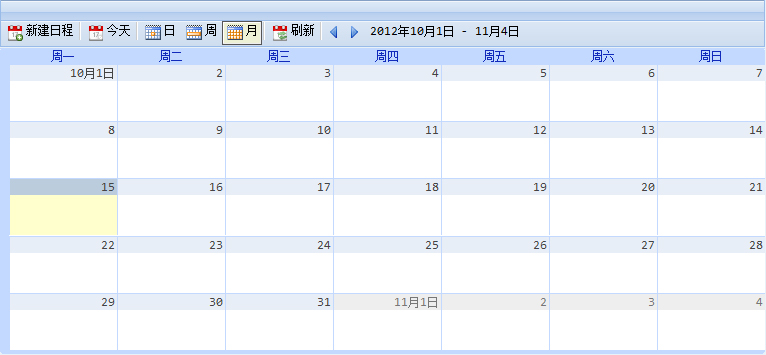 新建日程 今天 日 周 月 刷新 2012年10月1日 - 11月4日
周一 周二 周三 周四 周五 周六 周日
10月1日 2 3 4 5 6 7
8 9 10 11 12 13 14
15 16 17 18 19 20 21
22 23 24 25 26 27 28
29 30 31 11月1日 2 3 4